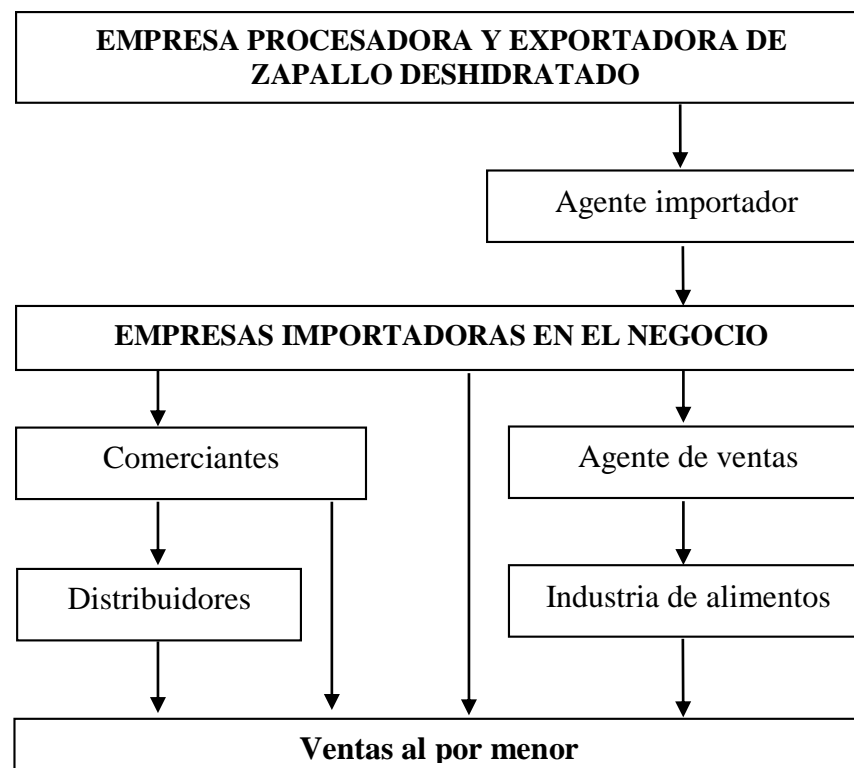 EMPRESA PROCESADORA Y EXPORTADORA DE
ZAPALLO DESHIDRATADO
Agente importador
EMPRESAS IMPORTADORAS EN EL NEGOCIO
Comerciantes
Agente de ventas
Distribuidores
Industria de alimentos
Ventas al por menor